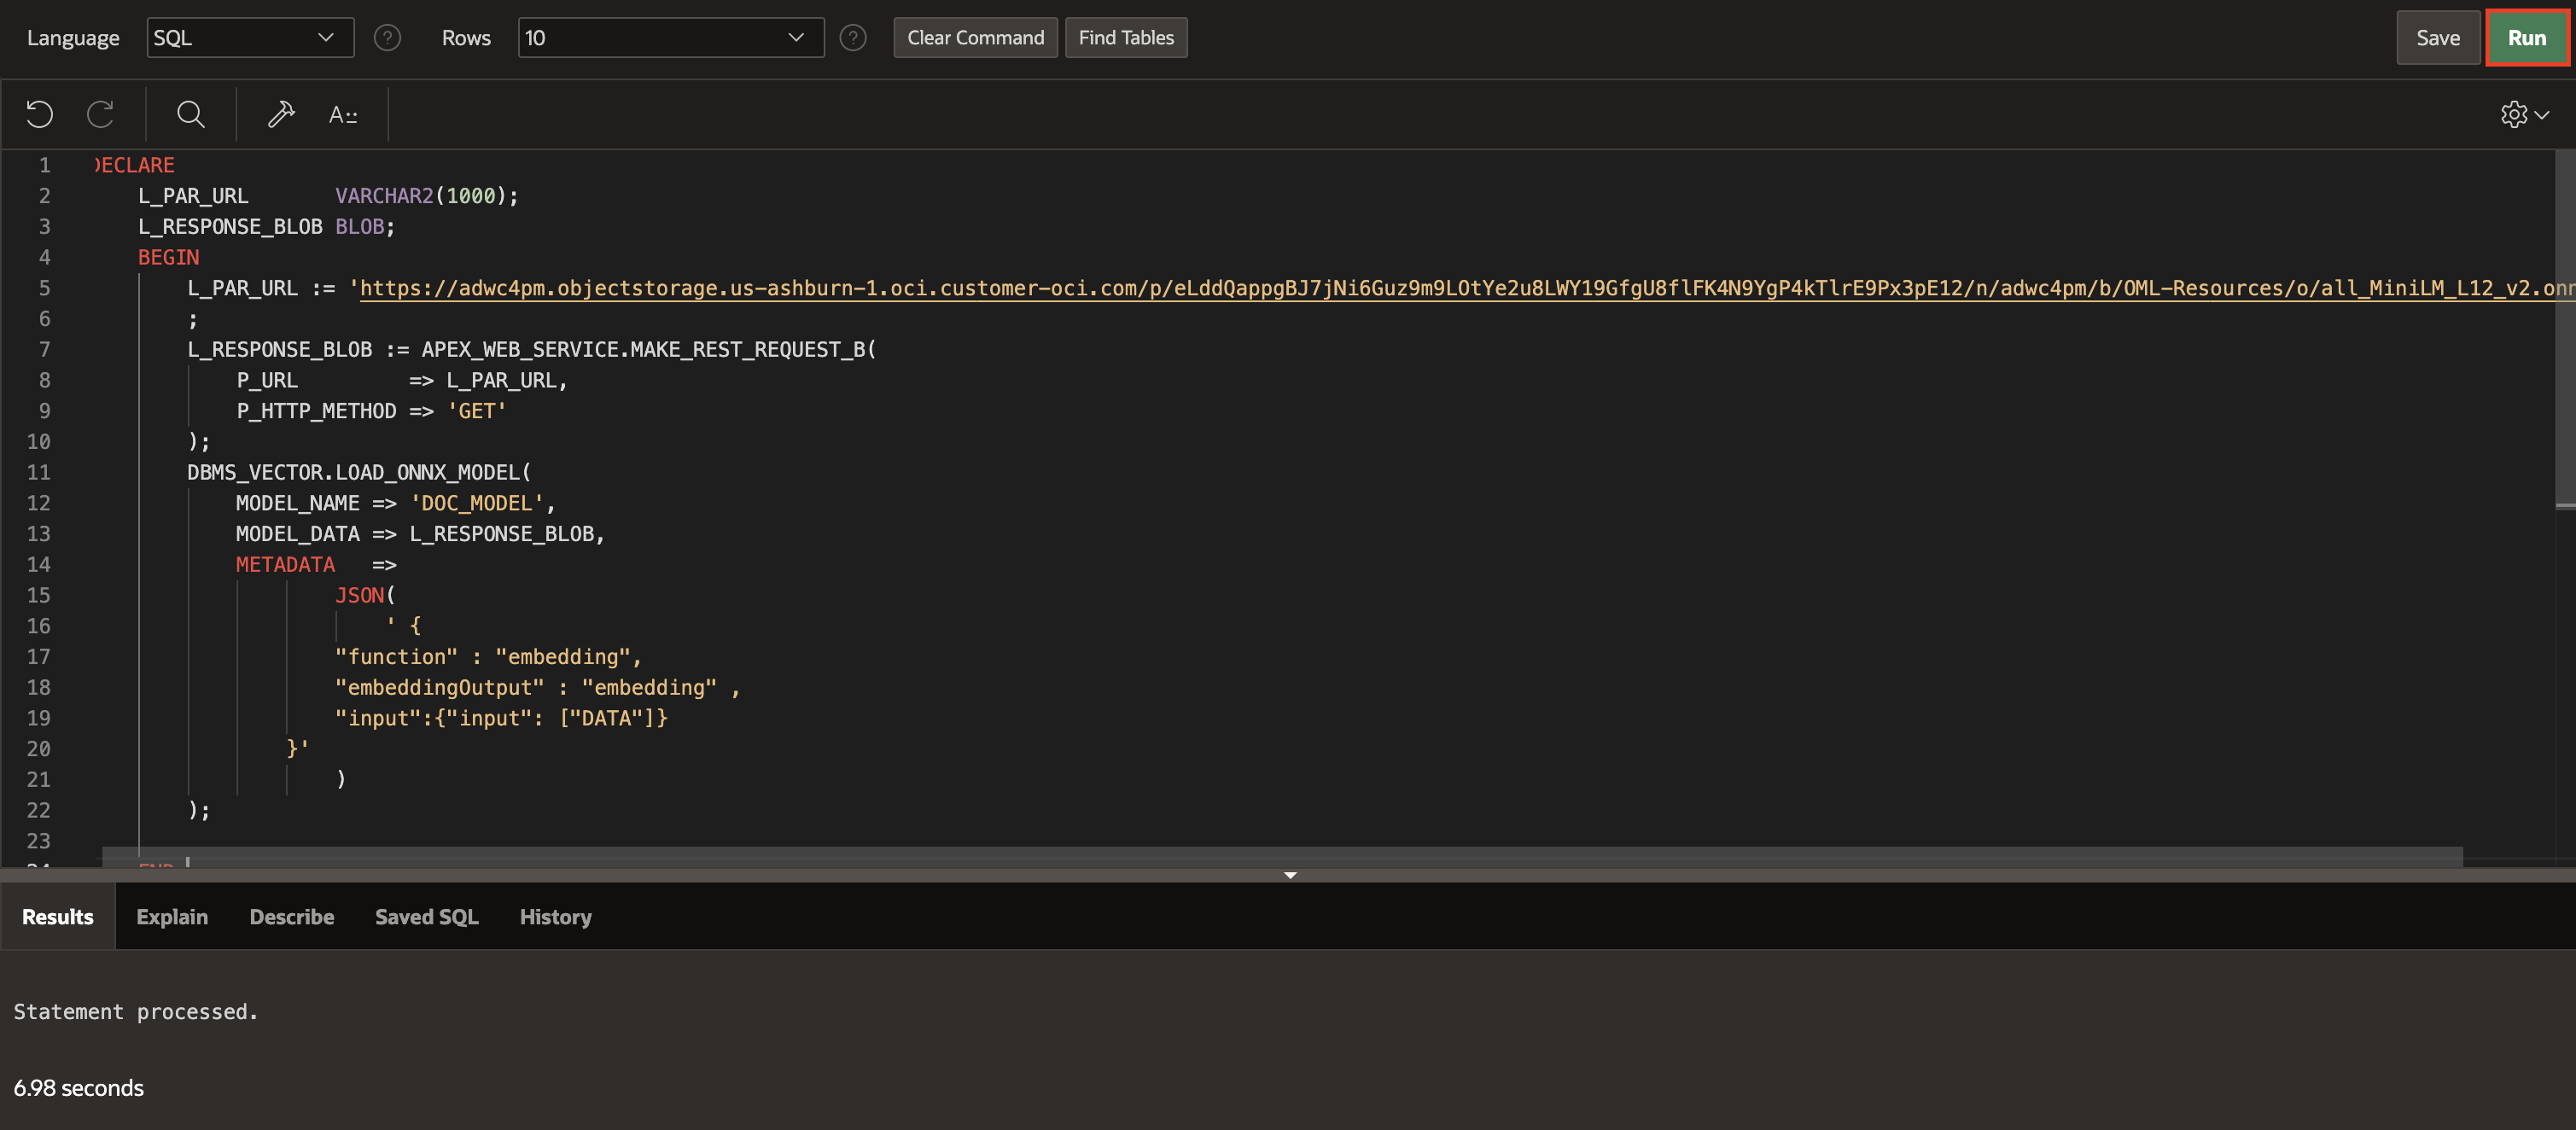 Language SQL ? Rows 10 ? Clear Command Find Tables Save Run
A::
1 DECLARE
2 L_PAR_URL VARCHAR2(1000);
3 L_RESPONSE_BLOB BLOB;
4 BEGIN
5 L_PAR_URL := 'https://adwc4pm.objectstorage.us-ashburn-1.oci.customer-oci.com/p/eLddQappgBJ7jNi6Guz9m9LOtYe2u8LWY19GfgU8flFK4N9YgP4kTlrE9Px3pE12/n/adwc4pm/b/OML-Resources/o/all_MiniLM_L12_v2.onn
6 ;
7 L_RESPONSE_BLOB := APEX_WEB_SERVICE.MAKE_REST_REQUEST_B(
8 P_URL => L_PAR_URL,
9 P_HTTP_METHOD => 'GET'
10 );
11 DBMS_VECTOR.LOAD_ONNX_MODEL(
12 MODEL_NAME => 'DOC_MODEL',
13 MODEL_DATA => L_RESPONSE_BLOB,
14 METADATA =>
15 JSON(
16 ' {
17 "function" : "embedding",
18 "embeddingOutput" : "embedding" ,
19 "input":{"input": ["DATA"]}
20 }'
21 )
22 );
23
24 END
Results Explain Describe Saved SQL History
Statement processed.
6.98 seconds